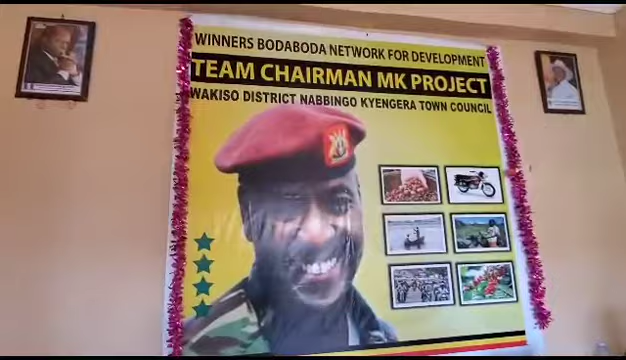 WINNERS BODABODA NETWORK FOR DEVELOPMENT
TEAM CHAIRMAN MK PROJECT
WAKISO DISTRICT NABBINGO KYENGERA TOWN COUNCIL